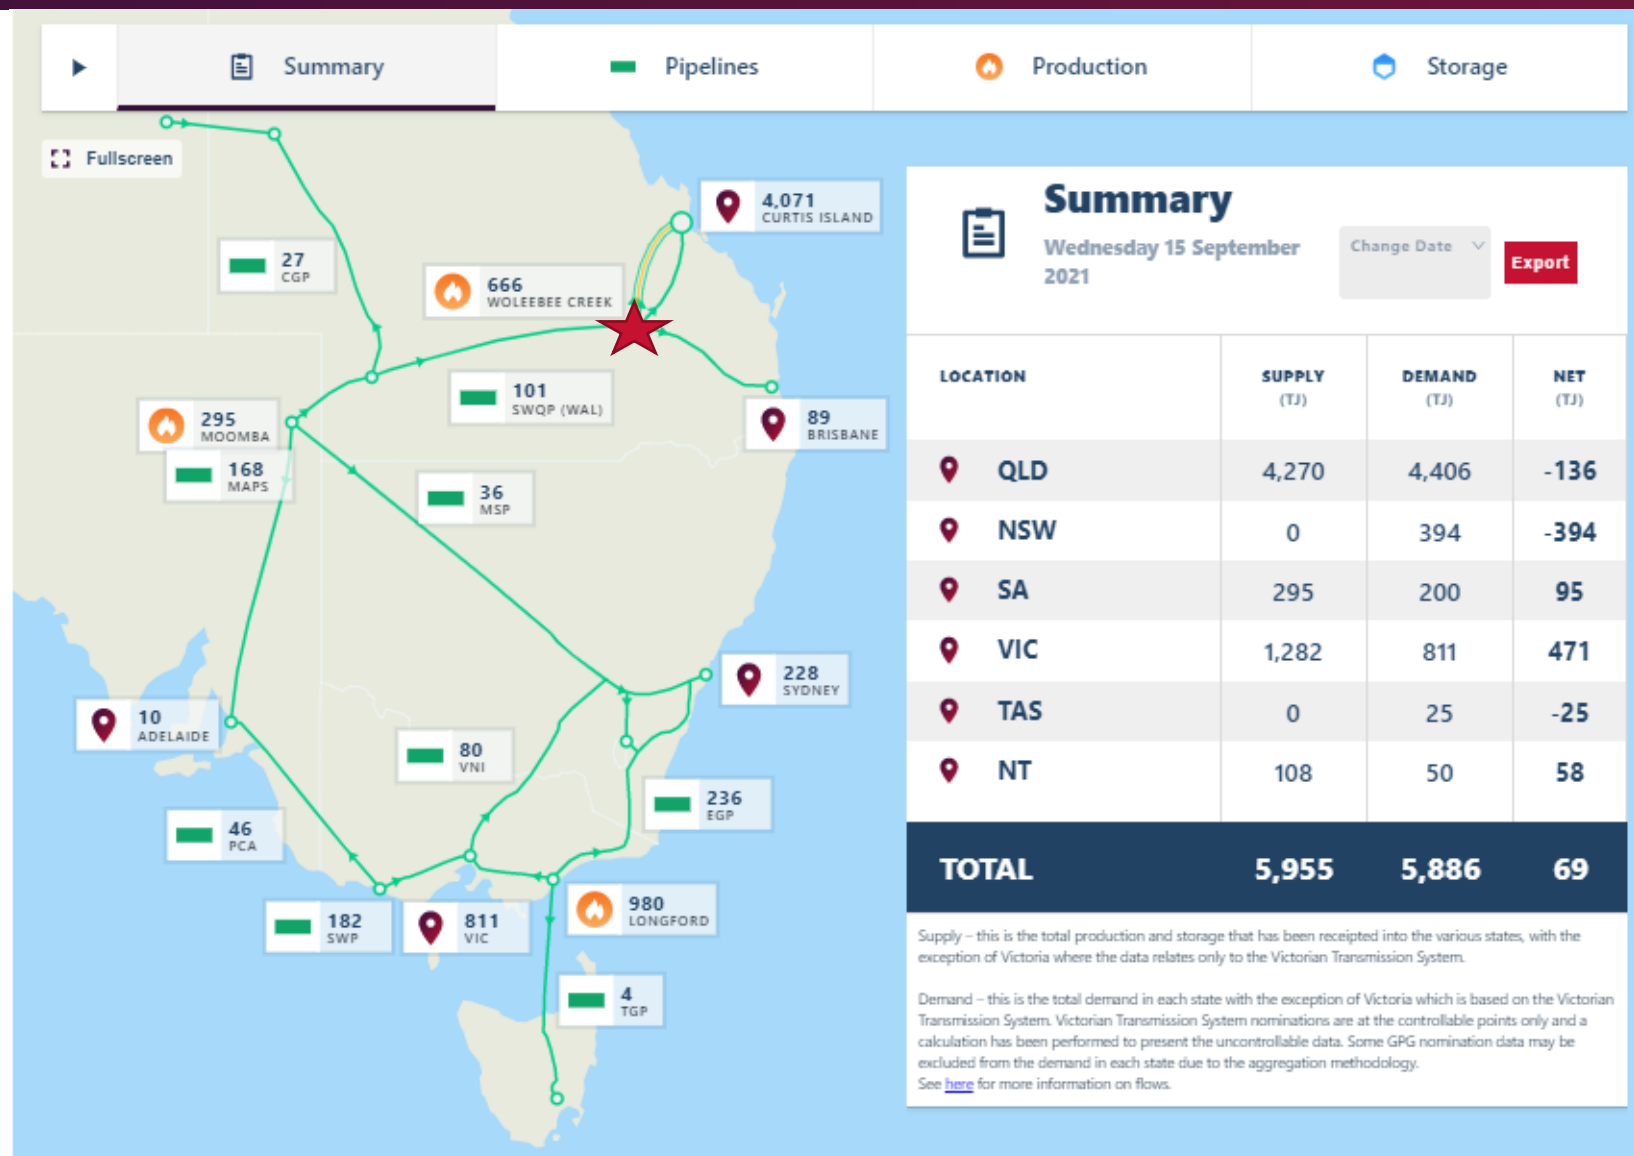 Summary
Pipelines
Production
Storage
Fullscreen
4,071
CURTIS ISLAND
27
CGP
666
WOLEEBEE CREEK
101
SWQP (WAL)
295
MOOMBA
89
BRISBANE
168
MAPS
36
MSP
228
SYDNEY
10
ADELAIDE
80
VNI
236
EGP
46
PCA
980
LONGFORD
182
SWP
811
VIC
4
TGP
Summary
Wednesday 15 September
2021
Change Date
Export
LOCATION SUPPLY (TJ) DEMAND (TJ) NET (TJ)
QLD 4,270 4,406 -136
NSW 0 394 -394
SA 295 200 95
VIC 1,282 811 471
TAS 0 25 -25
NT 108 50 58
TOTAL 5,955 5,886 69
Supply – this is the total production and storage that has been receipted into the various states, with the
exception of Victoria where the data relates only to the Victorian Transmission System.
Demand – this is the total demand in each state with the exception of Victoria which is based on the Victorian
Transmission System. Victorian Transmission System nominations are at the controllable points only and a
calculation has been performed to present the uncontrollable data. Some GPG nomination data may be
excluded from the demand in each state due to the aggregation methodology.
See here for more information on flows.